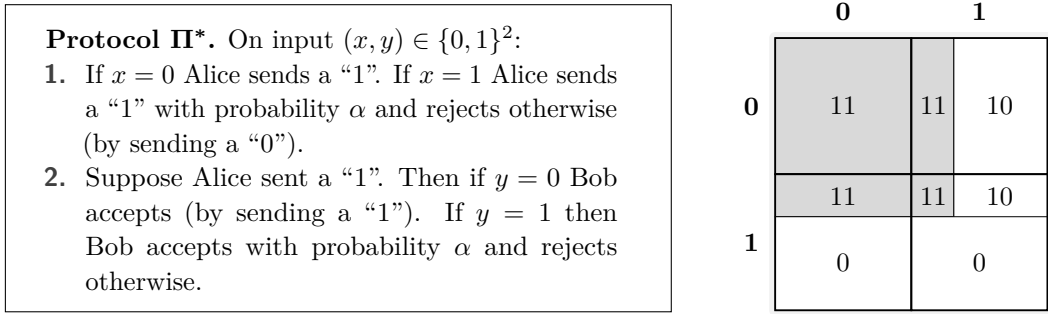 Protocol Π*. On input (x, y) ∈ {0, 1}²:
1. If x = 0 Alice sends a “1”. If x = 1 Alice sends
a “1” with probability α and rejects otherwise
(by sending a “0”).
2. Suppose Alice sent a “1”. Then if y = 0 Bob
accepts (by sending a “1”). If y = 1 then
Bob accepts with probability α and rejects
otherwise.
0 1
0 11 11 10
11 11 10
1
0 0